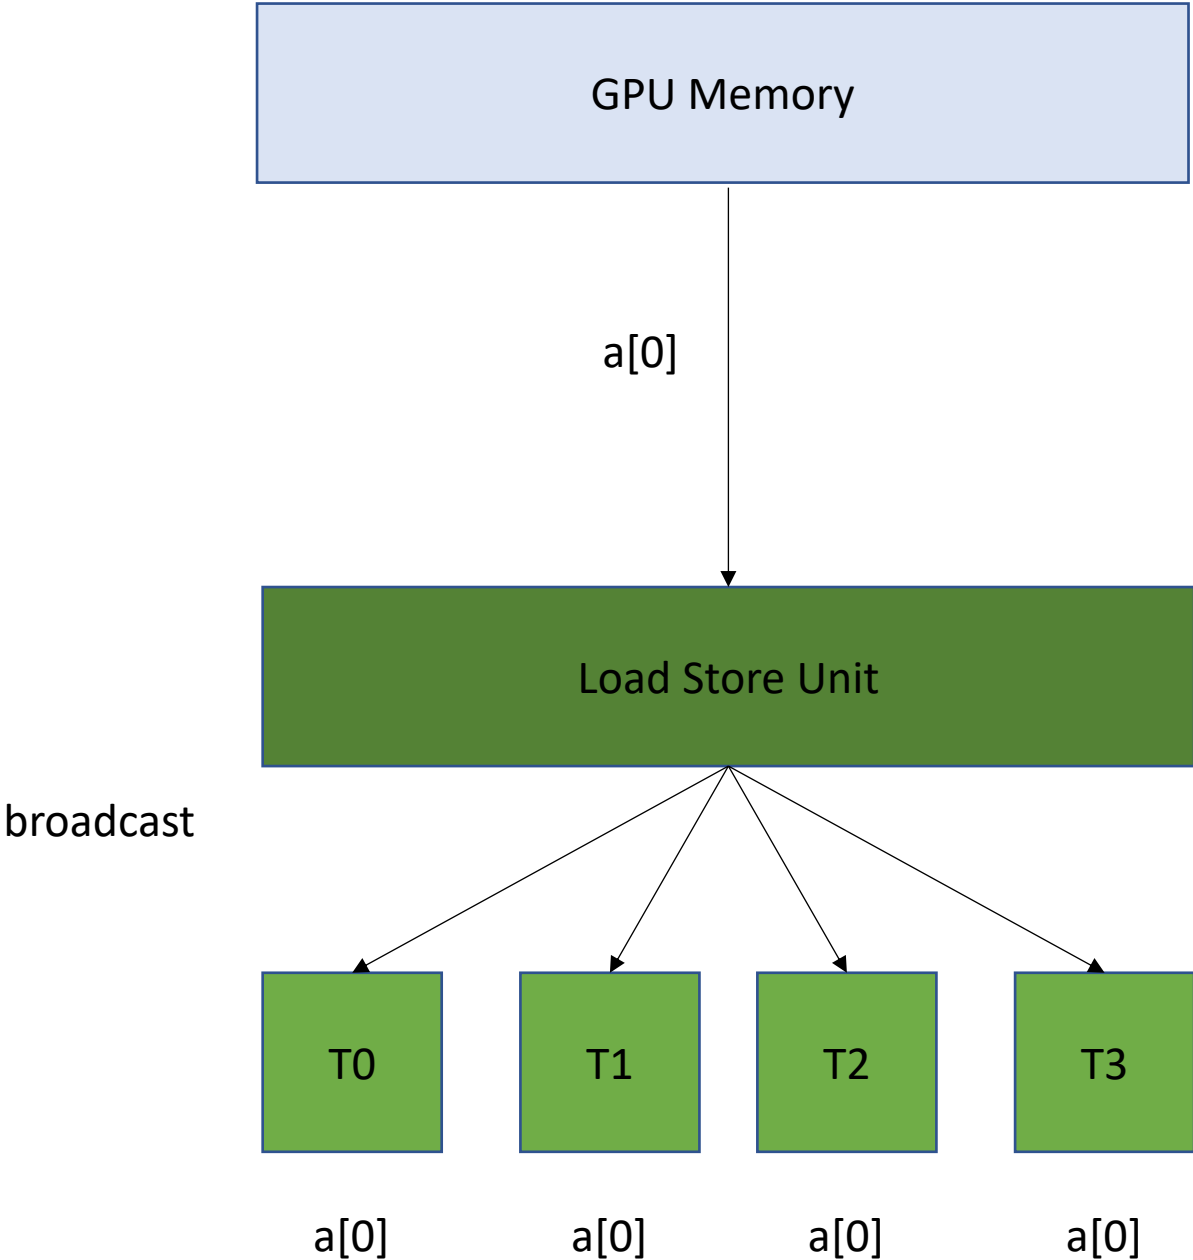 GPU Memory
a[0]
Load Store Unit
broadcast
T0 T1 T2 T3
a[0] a[0] a[0] a[0]